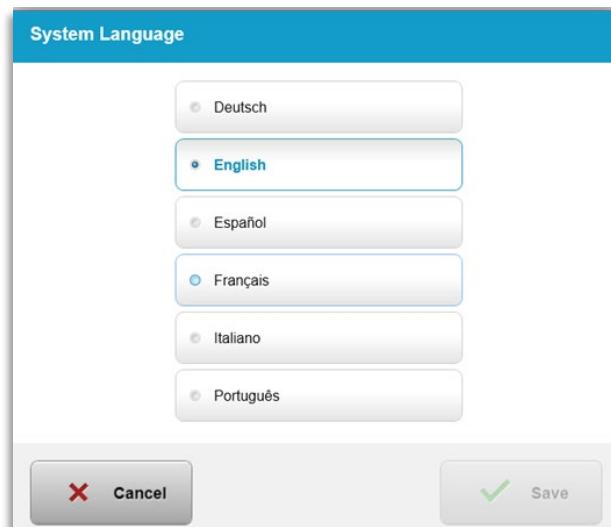 System Language
Deutsch
English
Español
Français
Italiano
Português
Cancel
Save